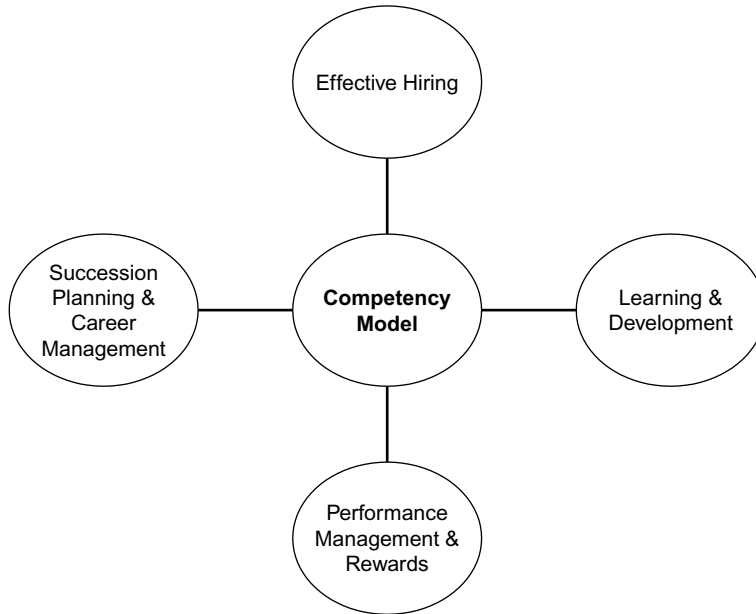 Effective Hiring
Succession
Planning &
Career
Management
Competency
Model
Learning &
Development
Performance
Management &
Rewards